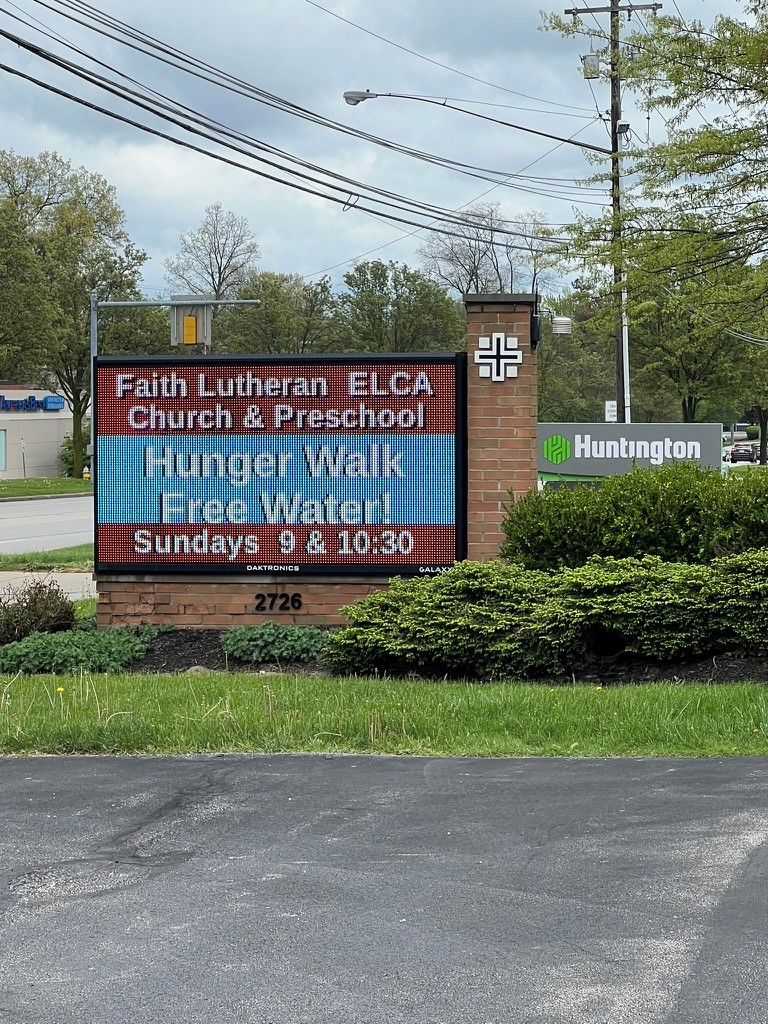 Faith Lutheran ELCA
Church & Preschool
Hunger Walk
Free Water!
Sundays 9 & 10:30
DAKTRONICS GALAXY
2726
Huntington